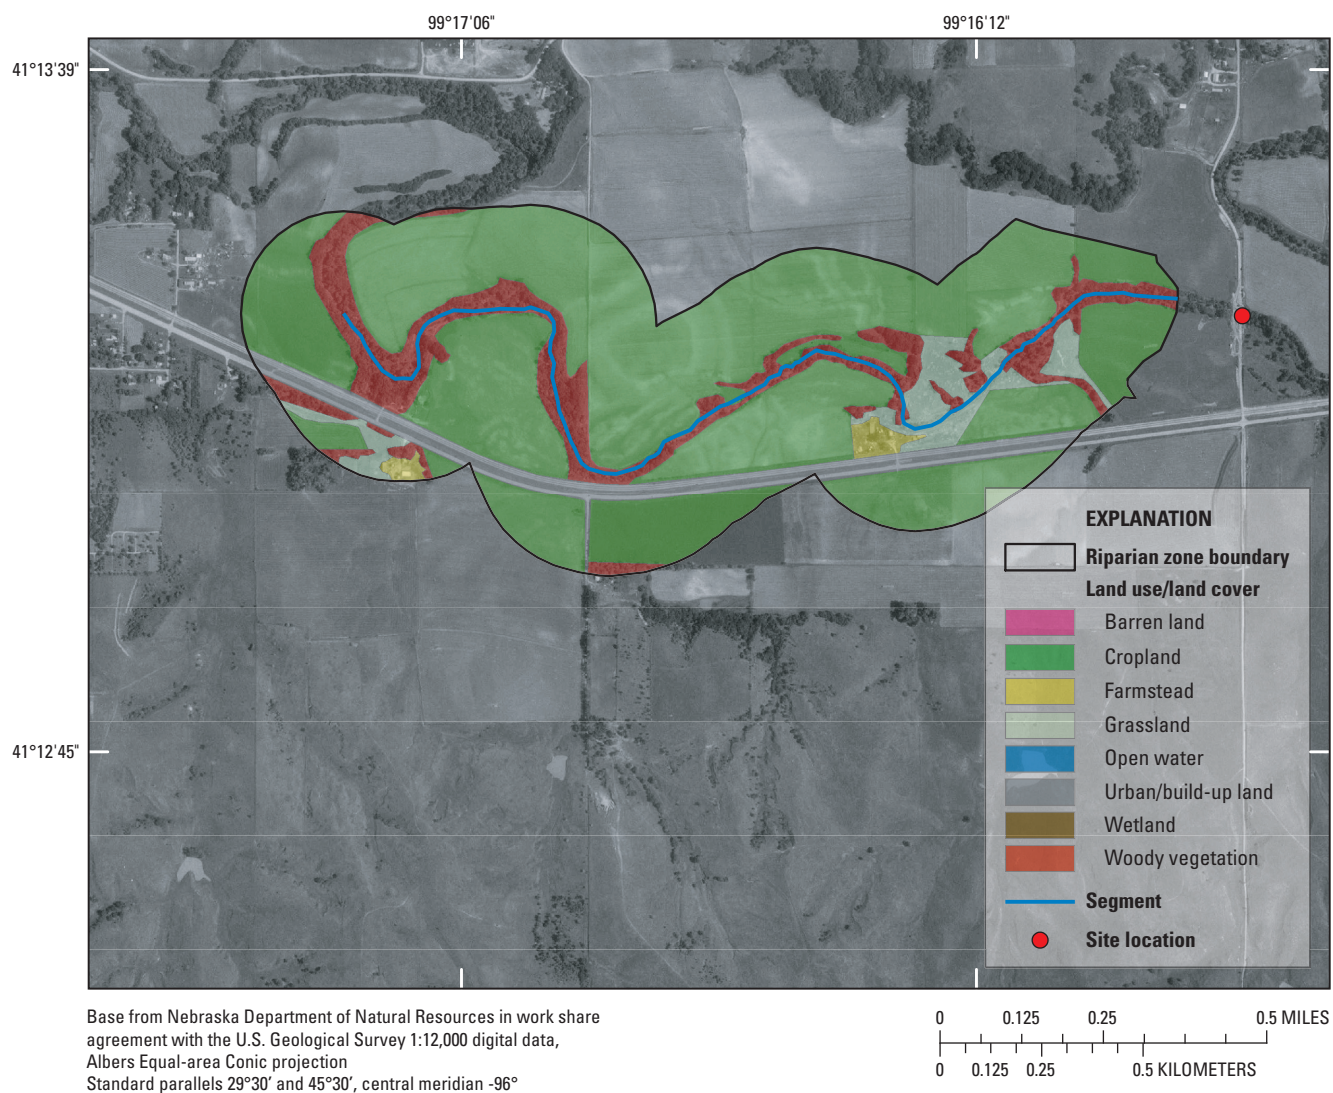 99°17'06" 99°16'12"
41°13'39"
41°12'45"
EXPLANATION
Riparian zone boundary
Land use/land cover
Barren land
Cropland
Farmstead
Grassland
Open water
Urban/build-up land
Wetland
Woody vegetation
Segment
Site location
Base from Nebraska Department of Natural Resources in work share
agreement with the U.S. Geological Survey 1:12,000 digital data,
Albers Equal-area Conic projection
Standard parallels 29°30’ and 45°30’, central meridian -96°
0 0.125 0.25 0.5 MILES
0 0.125 0.25 0.5 KILOMETERS